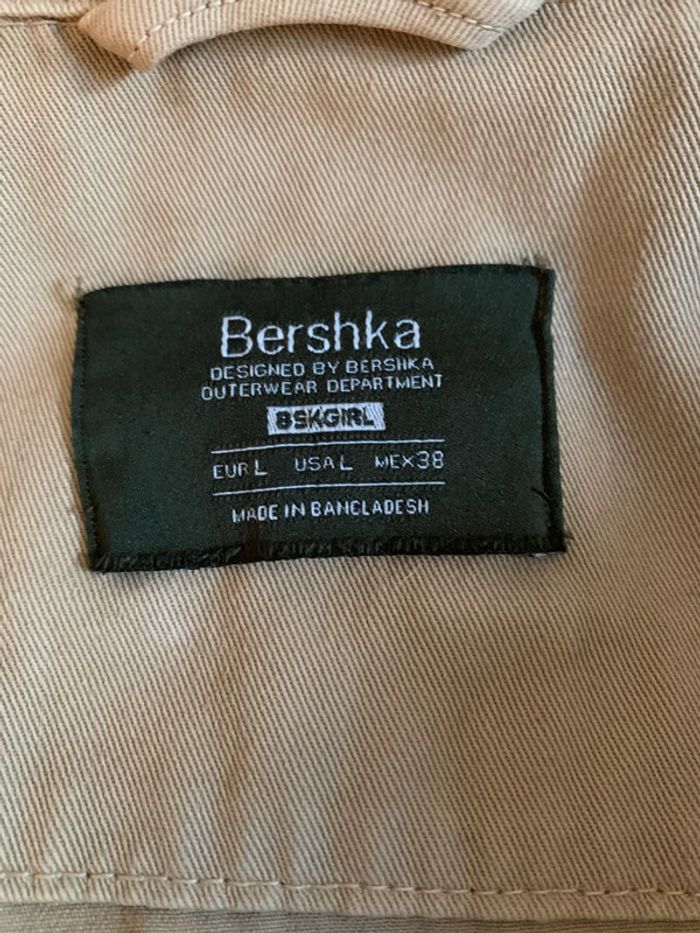 Bershka
DESIGNED BY BERSHKA
OUTERWEAR DEPARTMENT
BSKGIRL
EUR L USA L MEX 38
MADE IN BANGLADESH